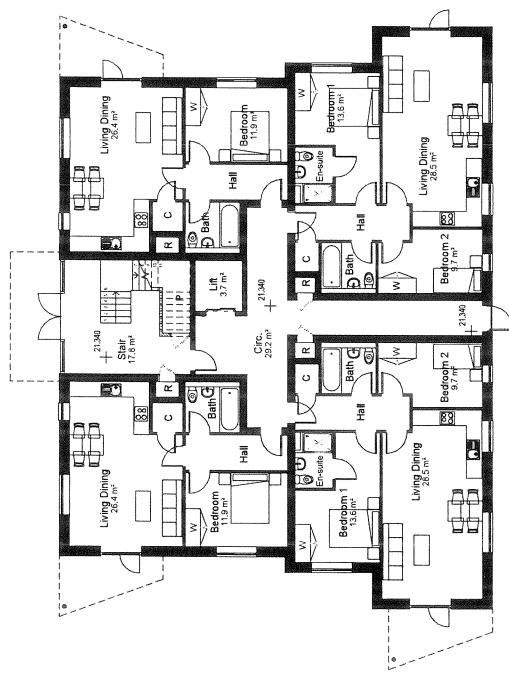 Living Dining
26.4 m²
W
Bedroom
11.9 m²
Hall
C
R
Bath
W
Bedroom 1
13.6 m²
En-suite
Hall
C
Bath
R
Living Dining
28.5 m²
Bedroom 2
9.7 m²
W
21,340
Stair
17.6 m²
P
Lift
3.7 m²
21,340
Circ.
29.2 m²
21,340
R
C
Bath
Hall
Living Dining
26.4 m²
Bedroom
11.9 m²
W
R
C
Bath
Hall
W
Bedroom 2
9.7 m²
En-suite
Bedroom 1
13.6 m²
W
Living Dining
28.5 m²